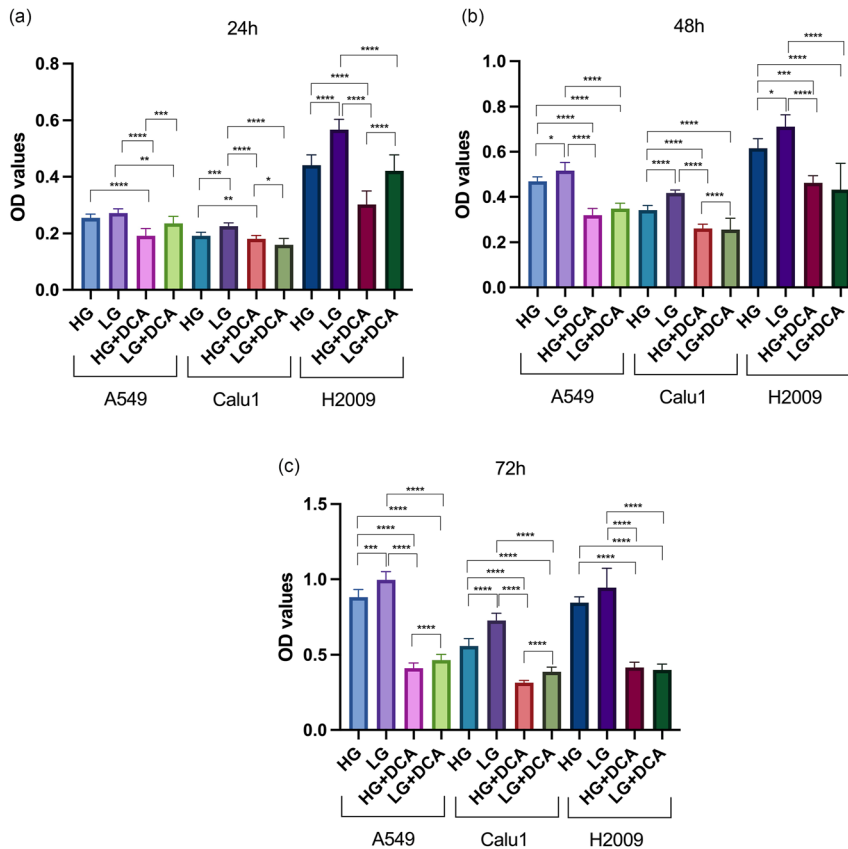 (a)
24h
OD values
0.8
0.6
0.4
0.2
0.0
****
****
****
****
****
***
****
**
****
****
****
***
*
**
HG
LG
HG+DCA
LG+DCA
HG
LG
HG+DCA
LG+DCA
HG
LG
HG+DCA
LG+DCA
A549
Calu1
H2009
(b)
48h
OD values
1.0
0.8
0.6
0.4
0.2
0.0
****
****
***
*
****
****
****
****
*
****
****
****
****
****
****
HG
LG
HG+DCA
LG+DCA
HG
LG
HG+DCA
LG+DCA
HG
LG
HG+DCA
LG+DCA
A549
Calu1
H2009
(c)
72h
OD values
1.5
1.0
0.5
0.0
****
****
****
***
****
****
****
****
****
****
****
****
****
****
****
****
HG
LG
HG+DCA
LG+DCA
HG
LG
HG+DCA
LG+DCA
HG
LG
HG+DCA
LG+DCA
A549
Calu1
H2009